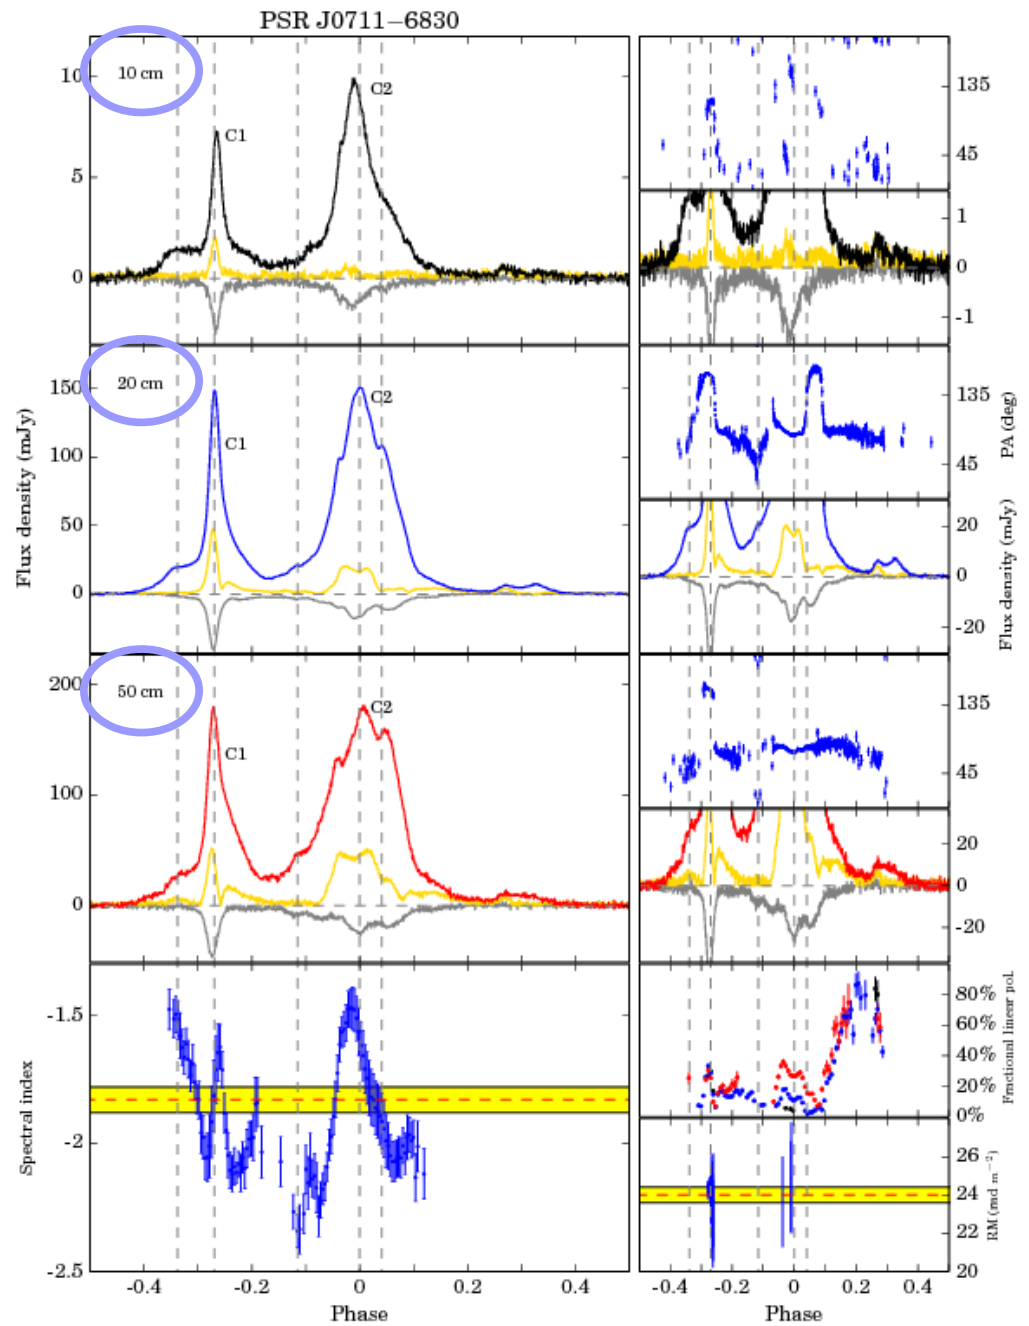 PSR J0711−6830
10 cm
C1
C2
10
5
0
135
45
1
0
-1
20 cm
C1
C2
150
100
50
0
Flux density (mJy)
135
45
PA (deg)
20
0
-20
Flux density (mJy)
50 cm
C1
C2
200
100
0
135
45
20
0
-20
-1.5
-2
-2.5
Spectral index
80%
60%
40%
20%
0%
Fractional linear pol.
26
24
22
20
RM (rad m⁻²)
-0.4 -0.2 0 0.2 0.4
Phase
-0.4 -0.2 0 0.2 0.4
Phase